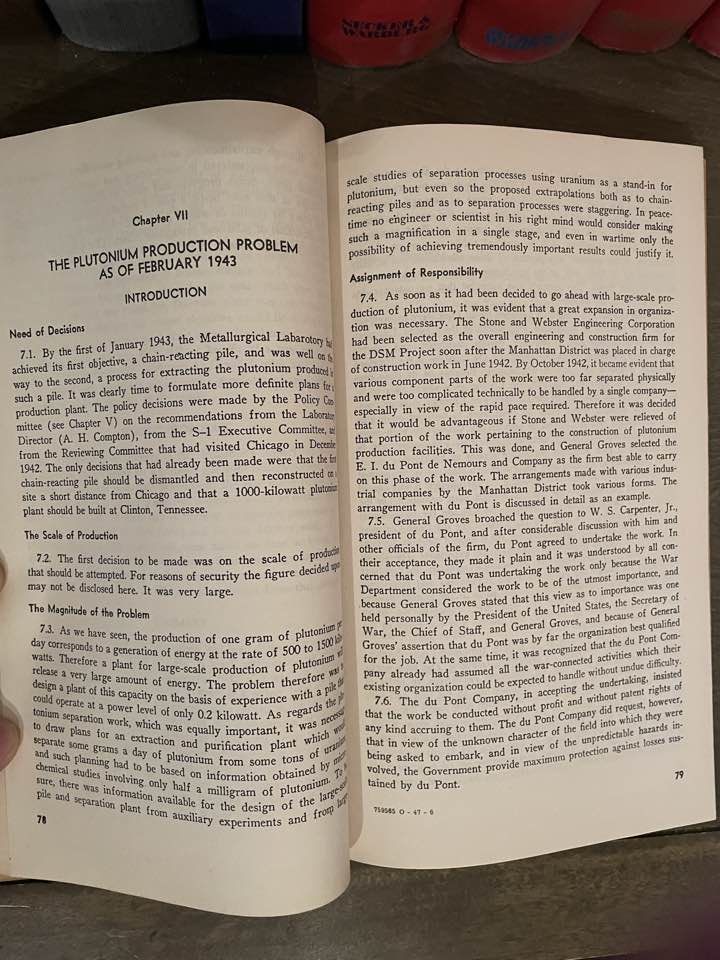 SECKER &
WARBURG
Chapter VII
THE PLUTONIUM PRODUCTION PROBLEM
AS OF FEBRUARY 1943
INTRODUCTION
Need of Decisions
7.1. By the first of January 1943, the Metallurgical Labarotory
achieved its first objective, a chain-reacting pile, and was well on
way to the second, a process for extracting the plutonium produced
such a pile. It was clearly time to formulate more definite plans for
production plant. The policy decisions were made by the Policy Com-
mittee (see Chapter V) on the recommendations from the Laboratory
Director (A. H. Compton), from the S–1 Executive Committee, and
from the Reviewing Committee that had visited Chicago in December
1942. The only decisions that had already been made were that the first
chain-reacting pile should be dismantled and then reconstructed on
site a short distance from Chicago and that a 1000-kilowatt plutonium
plant should be built at Clinton, Tennessee.
The Scale of Production
7.2. The first decision to be made was on the scale of production
that should be attempted. For reasons of security the figure decided upon
may not be disclosed here. It was very large.
The Magnitude of the Problem
7.3. As we have seen, the production of one gram of plutonium per
day corresponds to a generation of energy at the rate of 500 to 1500 kilo-
watts. Therefore a plant for large-scale production of plutonium will
release a very large amount of energy. The problem therefore was to
design a plant of this capacity on the basis of experience with a pile that
could operate at a power level of only 0.2 kilowatt. As regards the plu-
tonium separation work, which was equally important, it was necessary
to draw plans for an extraction and purification plant which would
separate some grams a day of plutonium from some tons of uranium,
and such planning had to be based on information obtained by micro-
chemical studies involving only half a milligram of plutonium. To be
sure, there was information available for the design of the large-scale
pile and separation plant from auxiliary experiments and from large-
78
scale studies of separation processes using uranium as a stand-in for
plutonium, but even so the proposed extrapolations both as to chain-
reacting piles and as to separation processes were staggering. In peace-
time no engineer or scientist in his right mind would consider making
such a magnification in a single stage, and even in wartime only the
possibility of achieving tremendously important results could justify it.
Assignment of Responsibility
7.4. As soon as it had been decided to go ahead with large-scale pro-
duction of plutonium, it was evident that a great expansion in organiza-
tion was necessary. The Stone and Webster Engineering Corporation
had been selected as the overall engineering and construction firm for
the DSM Project soon after the Manhattan District was placed in charge
of construction work in June 1942. By October 1942, it became evident that
various component parts of the work were too far separated physically
and were too complicated technically to be handled by a single company—
especially in view of the rapid pace required. Therefore it was decided
that it would be advantageous if Stone and Webster were relieved of
that portion of the work pertaining to the construction of plutonium
production facilities. This was done, and General Groves selected the
E. I. du Pont de Nemours and Company as the firm best able to carry
on this phase of the work. The arrangements made with various indus-
trial companies by the Manhattan District took various forms. The
arrangement with du Pont is discussed in detail as an example.
7.5. General Groves broached the question to W. S. Carpenter, Jr.,
president of du Pont, and after considerable discussion with him and
other officials of the firm, du Pont agreed to undertake the work. In
their acceptance, they made it plain and it was understood by all con-
cerned that du Pont was undertaking the work only because the War
Department considered the work to be of the utmost importance, and
because General Groves stated that this view as to importance was one
held personally by the President of the United States, the Secretary of
War, the Chief of Staff, and General Groves, and because of General
Groves' assertion that du Pont was by far the organization best qualified
for the job. At the same time, it was recognized that the du Pont Com-
pany already had assumed all the war-connected activities which their
existing organization could be expected to handle without undue difficulty.
7.6. The du Pont Company, in accepting the undertaking, insisted
that the work be conducted without profit and without patent rights of
any kind accruing to them. The du Pont Company did request, however,
that in view of the unknown character of the field into which they were
being asked to embark, and in view of the unpredictable hazards in-
volved, the Government provide maximum protection against losses sus-
tained by du Pont.
79
759565 O - 47 - 6